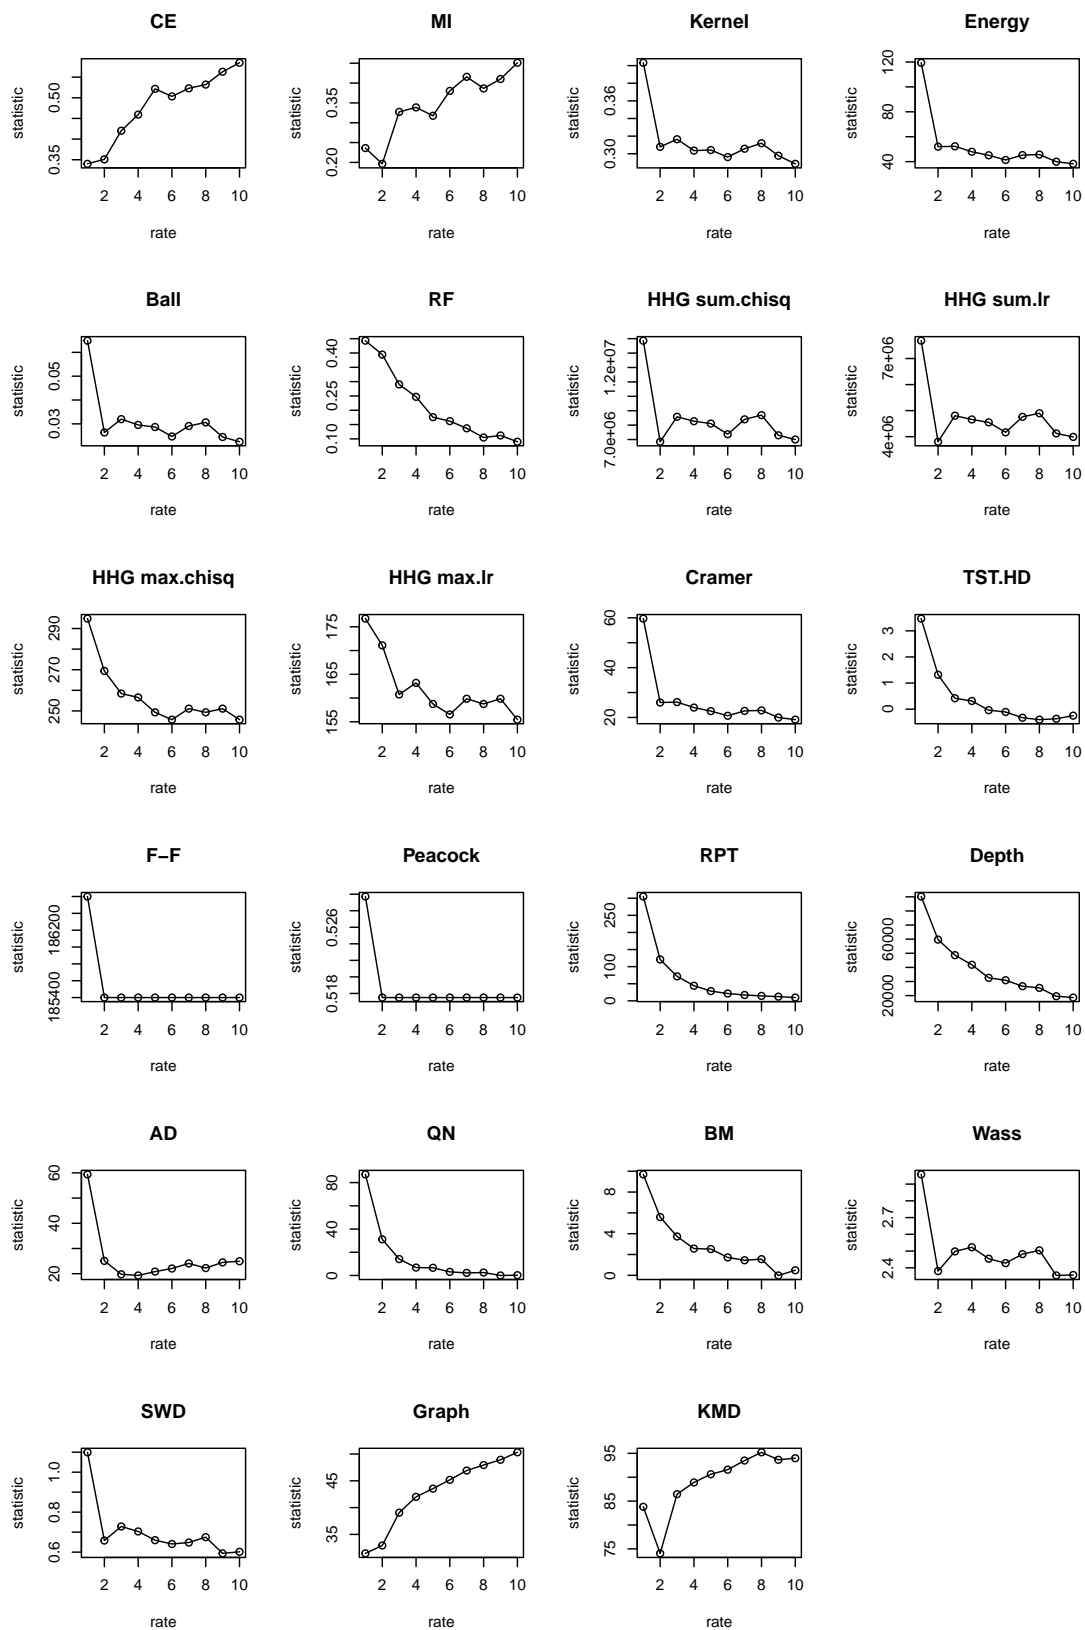 CE MI Kernel Energy
statistic 0.35 0.50 statistic 0.20 0.35 statistic 0.30 0.36 statistic 40 80 120
2 4 6 8 10 2 4 6 8 10 2 4 6 8 10 2 4 6 8 10
rate rate rate rate
Ball RF HHG sum.chisq HHG sum.lr
statistic 0.03 0.05 statistic 0.10 0.25 0.40 statistic 7.0e+06 1.2e+07 statistic 4e+06 7e+06
2 4 6 8 10 2 4 6 8 10 2 4 6 8 10 2 4 6 8 10
rate rate rate rate
HHG max.chisq HHG max.lr Cramer TST.HD
statistic 250 270 290 statistic 155 165 175 statistic 20 40 60 statistic 0 1 2 3
2 4 6 8 10 2 4 6 8 10 2 4 6 8 10 2 4 6 8 10
rate rate rate rate
F−F Peacock RPT Depth
statistic 185400 186200 statistic 0.518 0.526 statistic 0 100 250 statistic 20000 60000
2 4 6 8 10 2 4 6 8 10 2 4 6 8 10 2 4 6 8 10
rate rate rate rate
AD QN BM Wass
statistic 20 40 60 statistic 0 40 80 statistic 0 4 8 statistic 2.4 2.7
2 4 6 8 10 2 4 6 8 10 2 4 6 8 10 2 4 6 8 10
rate rate rate rate
SWD Graph KMD
statistic 0.6 0.8 1.0 statistic 35 45 statistic 75 85 95
2 4 6 8 10 2 4 6 8 10 2 4 6 8 10
rate rate rate